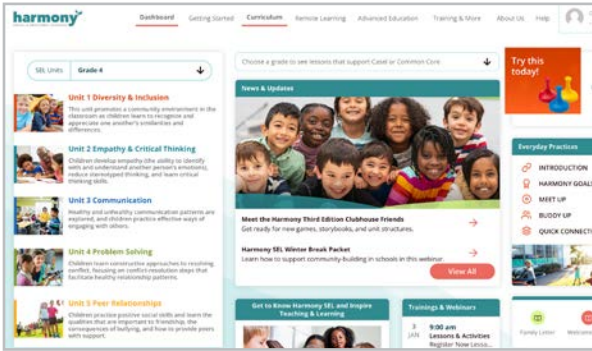 harmony
Dashboard
Getting Started
Curriculum
Remote Learning
Advanced Education
Training & More
About Us
Help
SEL Units Grade 4
Unit 1 Diversity & Inclusion
This unit promotes a community environment in the
classroom as children learn to recognize and
appreciate one another's similarities and
differences.
Unit 2 Empathy & Critical Thinking
Children develop empathy (the ability to identify
with and understand another person's emotions),
reduce stereotyped thinking, and learn critical
thinking skills.
Unit 3 Communication
Healthy and unhealthy communication patterns are
explored, and children practice effective ways of
engaging with others.
Unit 4 Problem Solving
Children learn constructive approaches to resolving
conflict, focusing on conflict-resolution steps that
facilitate healthy relationship patterns.
Unit 5 Peer Relationships
Children practice positive social skills and learn the
qualities that are important to friendship, the
consequences of bullying, and how to provide peers
with support.
Choose a grade to see lessons that support Casel or Common Core.
News & Updates
Meet the Harmony Third Edition Clubhouse Friends
Get ready for new games, storybooks, and unit structures.
Harmony SEL Winter Break Packet
Learn how to support community-building in schools in this webinar.
View All
Get to Know Harmony SEL and Inspire
Teaching & Learning
Trainings & Webinars
3
JAN
9:00 am
Lessons & Activities
Register Now
Try this
today!
Everyday Practices
INTRODUCTION
HARMONY GOALS
MEET UP
BUDDY UP
QUICK CONNECTI
Family Letter
Welcome